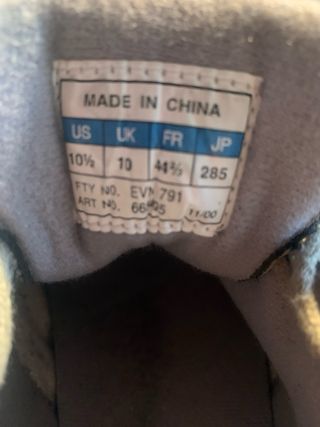 MADE IN CHINA
US UK FR JP
10½ 10 44⅔ 285
FTY NO. EVN 791
ART NO.
11/00